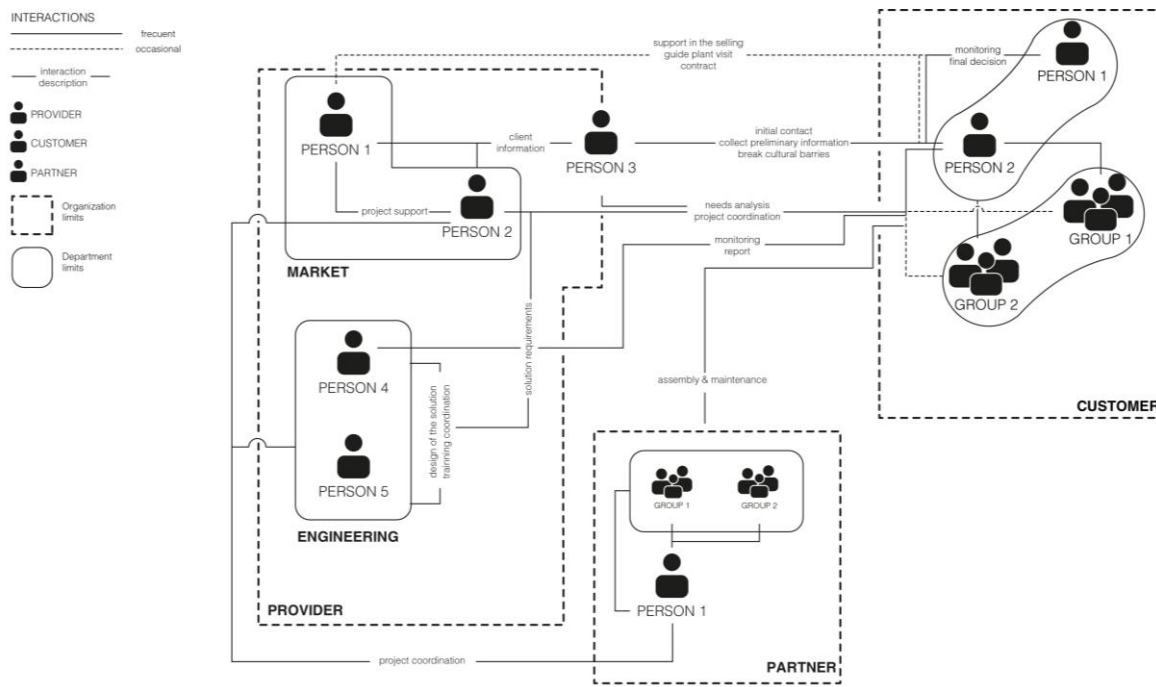 INTERACTIONS
frecuent
occasional
interaction
description
PROVIDER
CUSTOMER
PARTNER
Organization
limits
Department
limits
support in the selling
guide plant visit
contract
monitoring
final decision
PERSON 1
PERSON 1
client
information
PERSON 3
initial contact
collect preliminary information
break cultural barries
PERSON 2
project support
PERSON 2
needs analysis
project coordination
GROUP 1
monitoring
report
MARKET
GROUP 2
solution requirements
PERSON 4
design of the solution
trainning coordination
assembly & maintenance
CUSTOMER
PERSON 5
GROUP 1
GROUP 2
ENGINEERING
PERSON 1
PROVIDER
project coordination
PARTNER